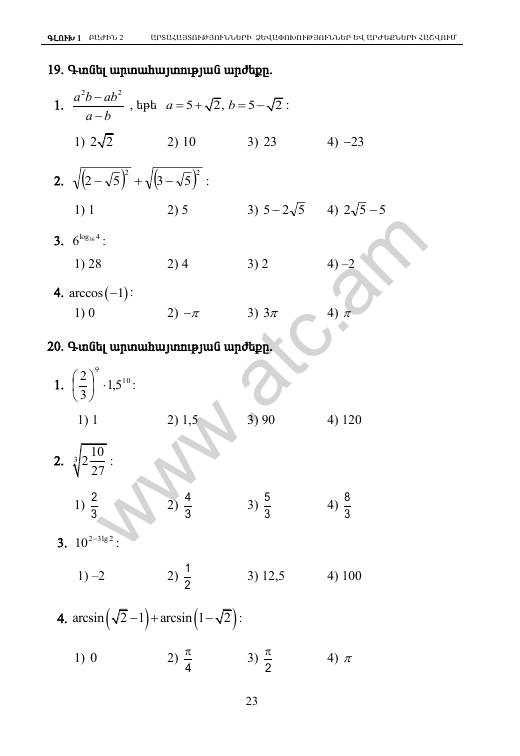 ԳԼՈՒԽ 1 ԲԱԺԻՆ 2 ԱՐՏԱՀԱՅՏՈՒԹՅՈՒՆՆԵՐԻ ՁԵՎԱՓՈԽՈՒԹՅՈՒՆՆԵՐ ԵՎ ԱՐԺԵՔՆԵՐԻ ՀԱՇՎՈՒՄ
19. Գտնել արտահայտության արժեքը.
1. (a²b − ab²)/(a − b) , եթե a = 5 + √2, b = 5 − √2 :
1) 2√2 2) 10 3) 23 4) −23
2. √((2 − √5)²) + √((3 − √5)²) :
1) 1 2) 5 3) 5 − 2√5 4) 2√5 − 5
3. 6^(log₃₆ 4) :
1) 28 2) 4 3) 2 4) –2
4. arccos(−1) :
1) 0 2) −π 3) 3π 4) π
20. Գտնել արտահայտության արժեքը.
1. (2/3)⁹ · 1,5¹⁰ :
1) 1 2) 1,5 3) 90 4) 120
2. ∛(2 10/27) :
1) 2/3 2) 4/3 3) 5/3 4) 8/3
3. 10^(2−3lg2) :
1) –2 2) 1/2 3) 12,5 4) 100
4. arcsin(√2 − 1) + arcsin(1 − √2) :
1) 0 2) π/4 3) π/2 4) π
23
www.atc.am